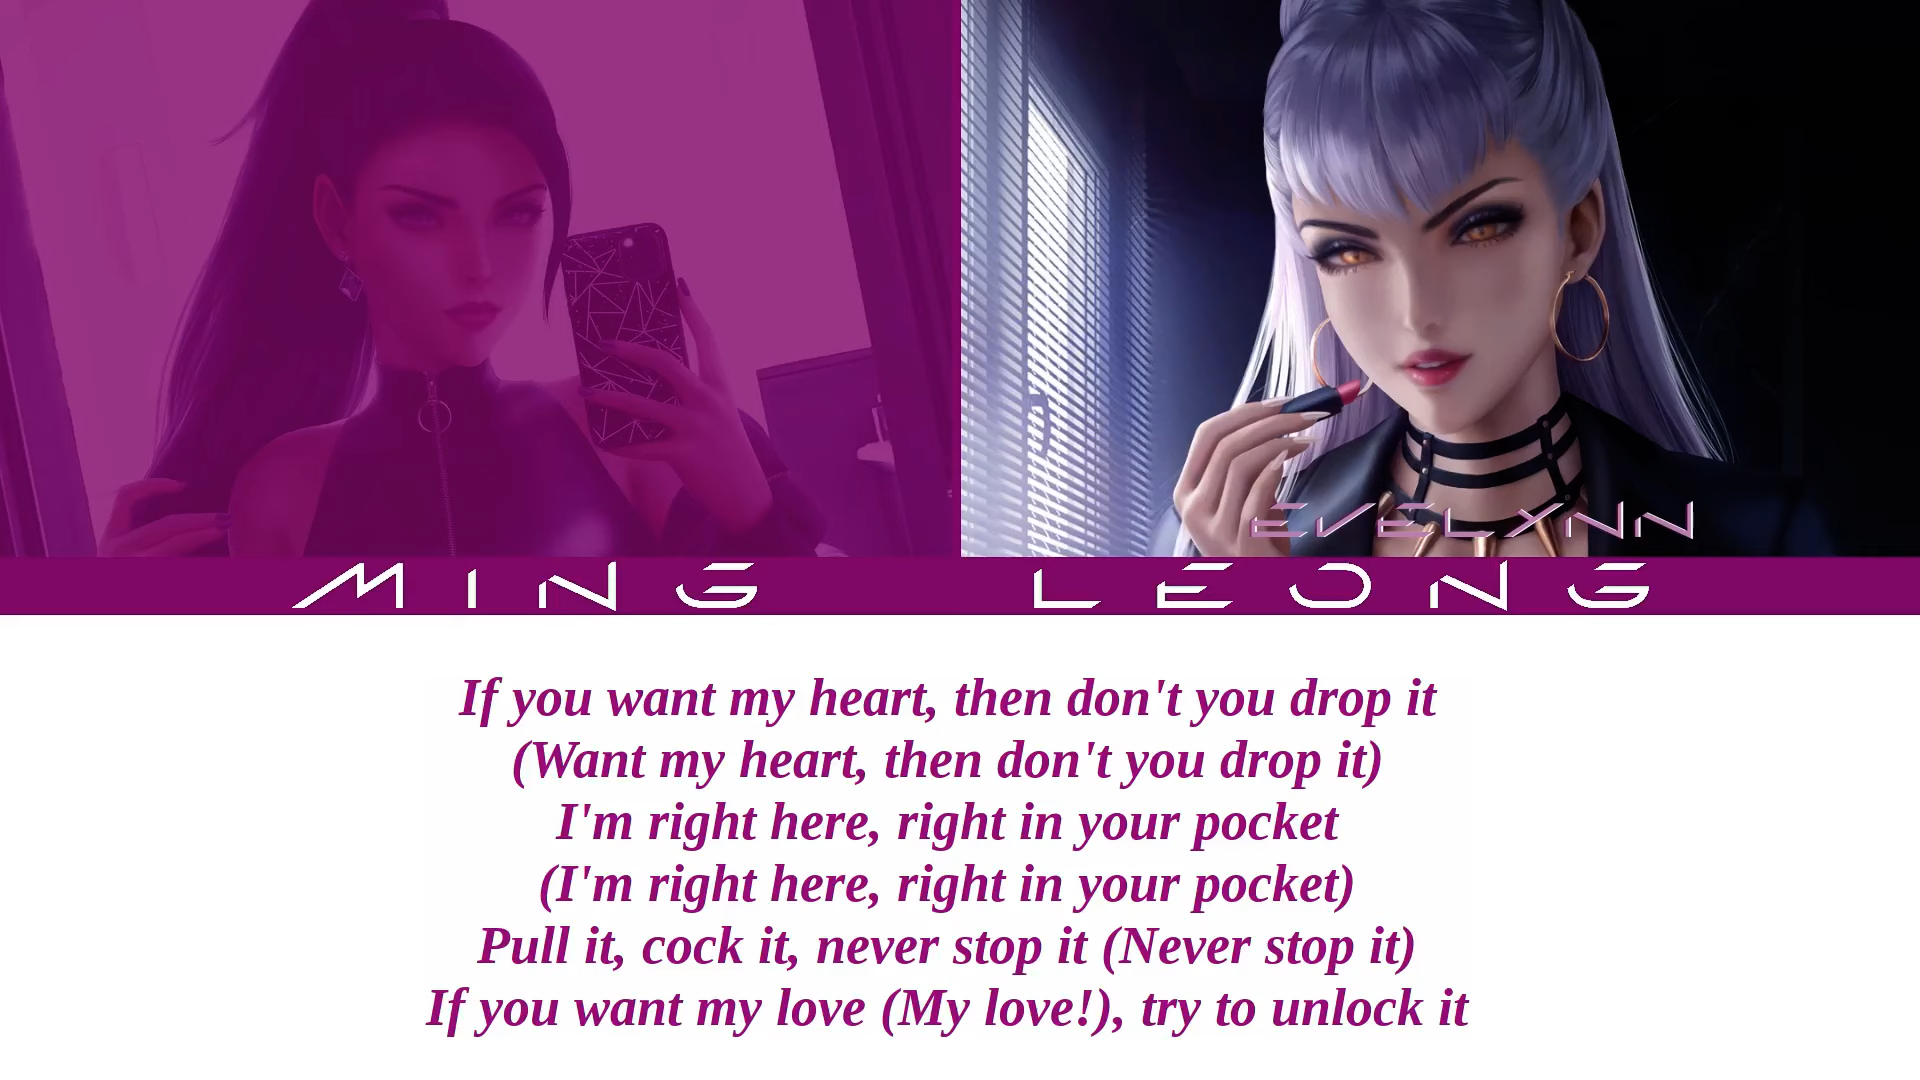 EVELYNN
MING LEONG
If you want my heart, then don't you drop it
(Want my heart, then don't you drop it)
I'm right here, right in your pocket
(I'm right here, right in your pocket)
Pull it, cock it, never stop it (Never stop it)
If you want my love (My love!), try to unlock it